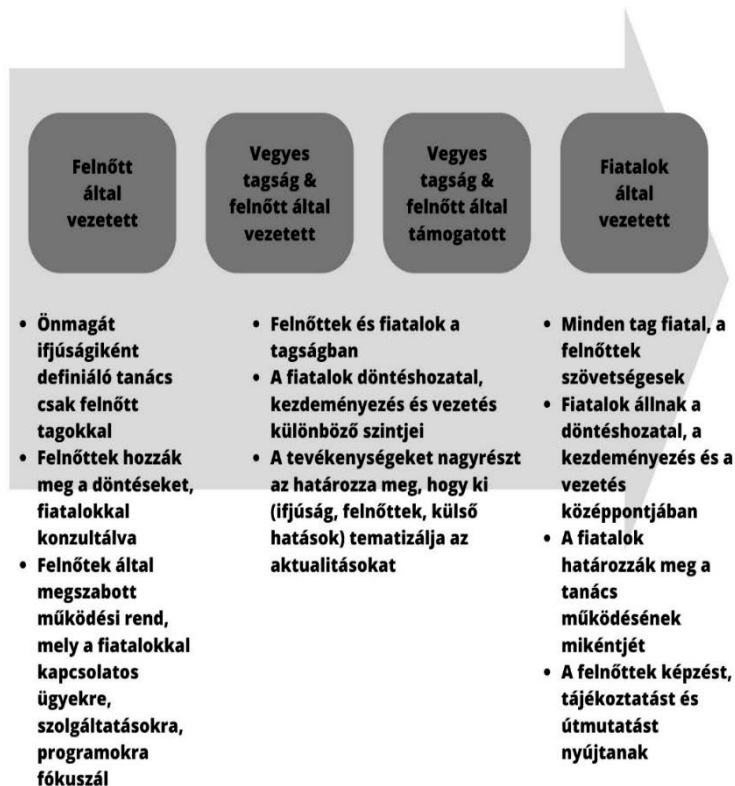 Felnőtt
által
vezetett
Vegyes
tagság &
felnőtt által
vezetett
Vegyes
tagság &
felnőtt által
támogatott
Fiatalok
által
vezetett
• Önmagát
ifjúságiként
definiáló tanács
csak felnőtt
tagokkal
• Felnőttek hozzák
meg a döntéseket,
fiatalokkal
konzultálva
• Felnőtek által
megszabott
működési rend,
mely a fiatalokkal
kapcsolatos
ügyekre,
szolgáltatásokra,
programokra
fókuszál
• Felnőttek és fiatalok a
tagságban
• A fiatalok döntéshozatal,
kezdeményezés és vezetés
különböző szintjei
• A tevékenységeket nagyrészt
az határozza meg, hogy ki
(ifjúság, felnőttek, külső
hatások) tematizálja az
aktualitásokat
• Minden tag fiatal, a
felnőttek
szövetségesek
• Fiatalok állnak a
döntéshozatal, a
kezdeményezés és a
vezetés
középpontjában
• A fiatalok
határozzák meg a
tanács
működésének
mikéntjét
• A felnőttek képzést,
tájékoztatást és
útmutatást
nyújtanak